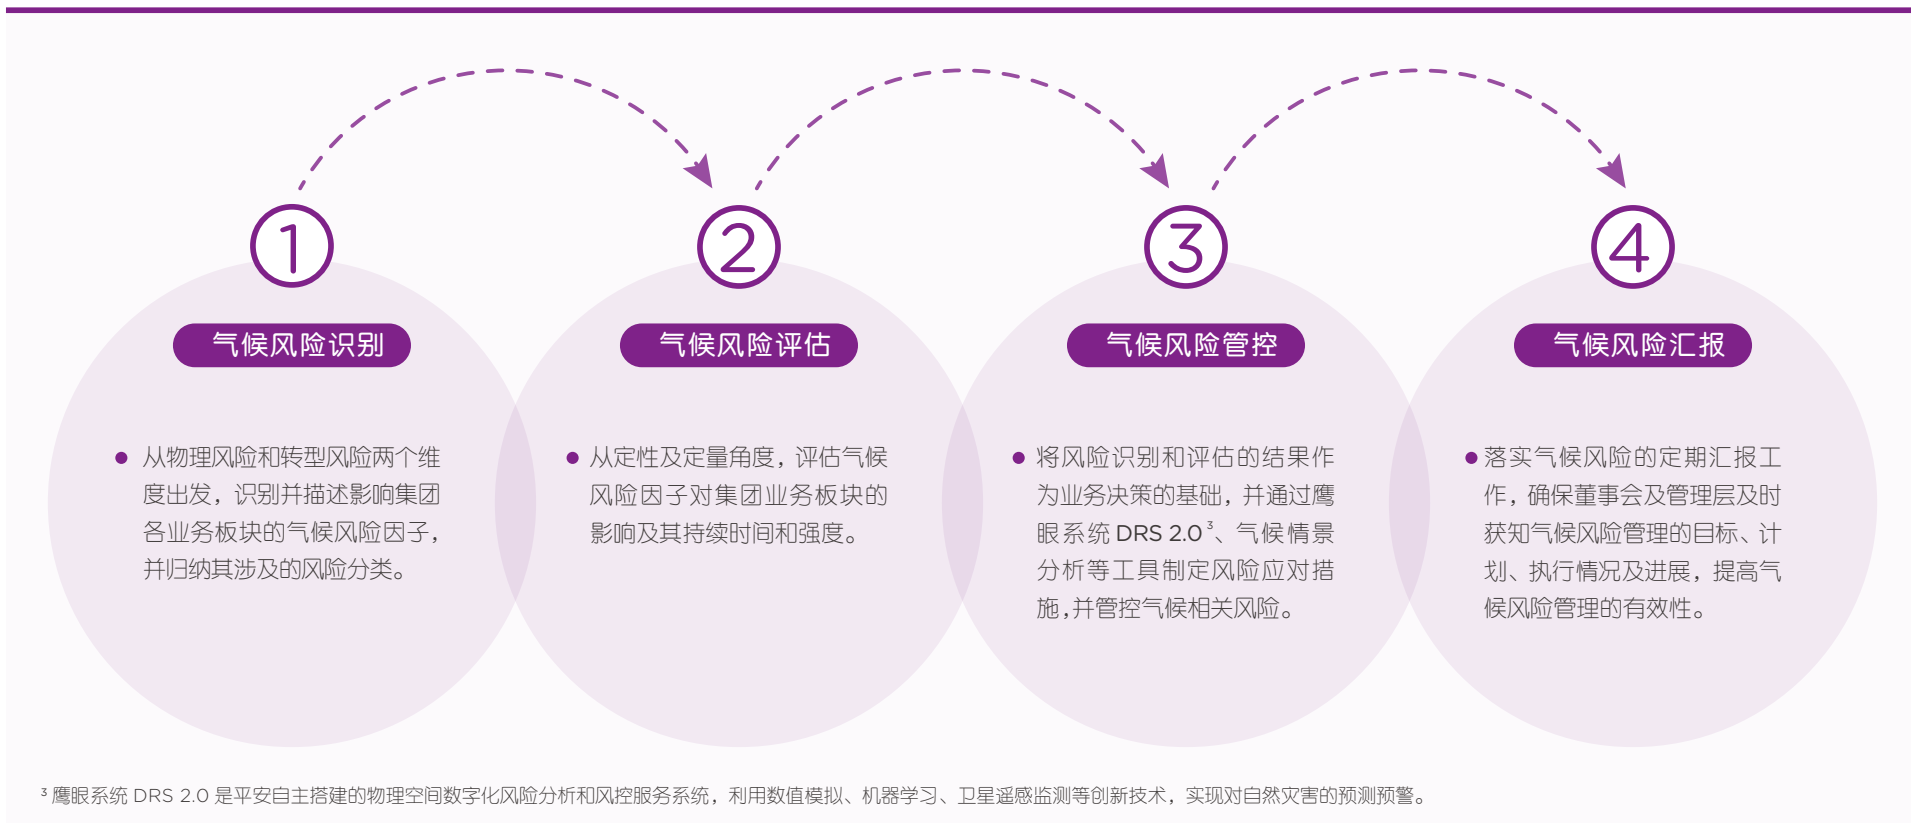 1
气候风险识别
从物理风险和转型风险两个维
度出发，识别并描述影响集团
各业务板块的气候风险因子，
并归纳其涉及的风险分类。
2
气候风险评估
从定性及定量角度，评估气候
风险因子对集团业务板块的
影响及其持续时间和强度。
3
气候风险管控
将风险识别和评估的结果作
为业务决策的基础，并通过鹰
眼系统 DRS 2.0³、气候情景
分析等工具制定风险应对措
施，并管控气候相关风险。
4
气候风险汇报
落实气候风险的定期汇报工
作，确保董事会及管理层及时
获知气候风险管理的目标、计
划、执行情况及进展，提高气
候风险管理的有效性。
³ 鹰眼系统 DRS 2.0 是平安自主搭建的物理空间数字化风险分析和风控服务系统，利用数值模拟、机器学习、卫星遥感监测等创新技术，实现对自然灾害的预测预警。